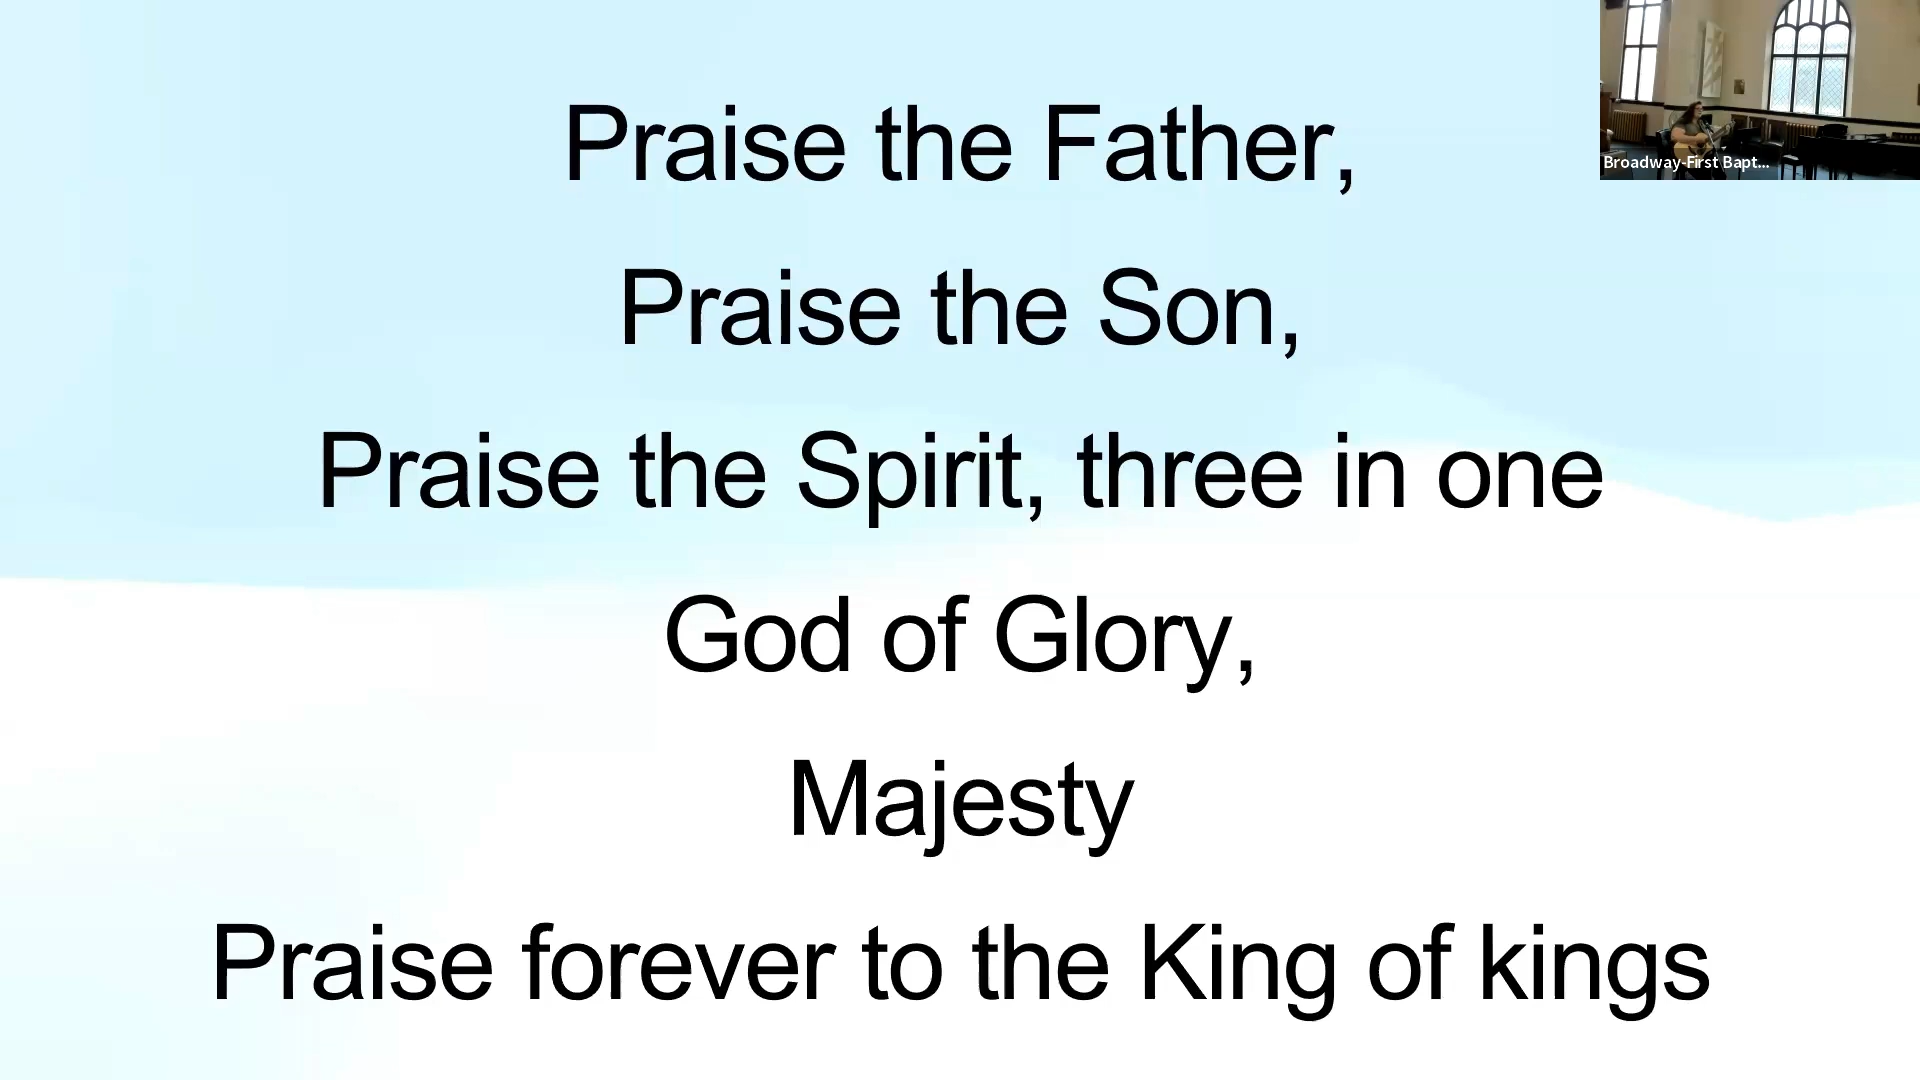 Praise the Father,
Praise the Son,
Praise the Spirit, three in one
God of Glory,
Majesty
Praise forever to the King of kings
Broadway-First Bapt...